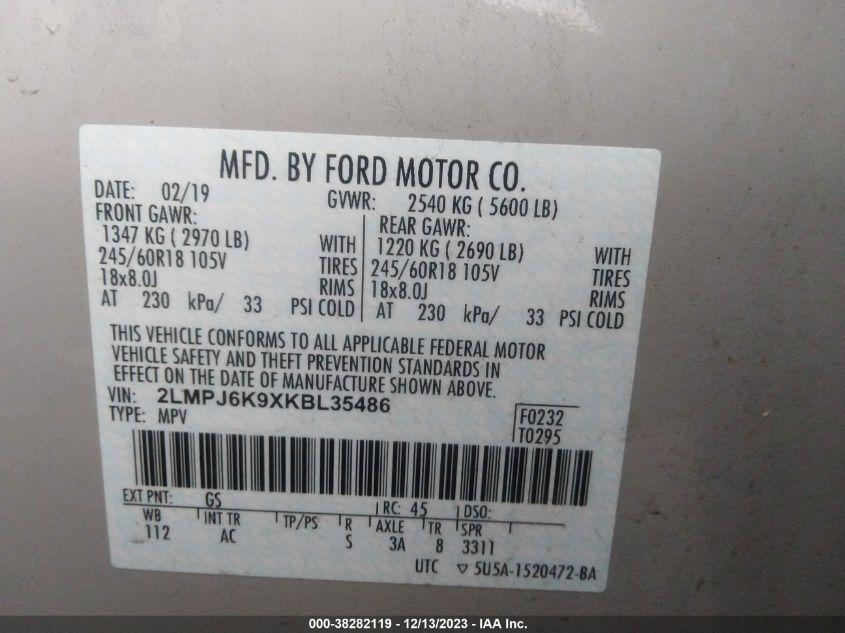 MFD. BY FORD MOTOR CO.
DATE: 02/19 GVWR: 2540 KG ( 5600 LB)
FRONT GAWR: REAR GAWR:
1347 KG ( 2970 LB) WITH 1220 KG ( 2690 LB) WITH
245/60R18 105V TIRES 245/60R18 105V TIRES
18x8.0J RIMS 18x8.0J RIMS
AT 230 kPa/ 33 PSI COLD AT 230 kPa/ 33 PSI COLD
THIS VEHICLE CONFORMS TO ALL APPLICABLE FEDERAL MOTOR
VEHICLE SAFETY AND THEFT PREVENTION STANDARDS IN
EFFECT ON THE DATE OF MANUFACTURE SHOWN ABOVE.
VIN: 2LMPJ6K9XKBL35486
TYPE: MPV
F0232
T0295
EXT PNT: GS RC: 45 DSO:
WB INT TR TP/PS R AXLE TR SPR
112 AC S 3A 8 3311
UTC ▽ 5U5A-1520472-BA
000-38282119 - 12/13/2023 - IAA Inc.